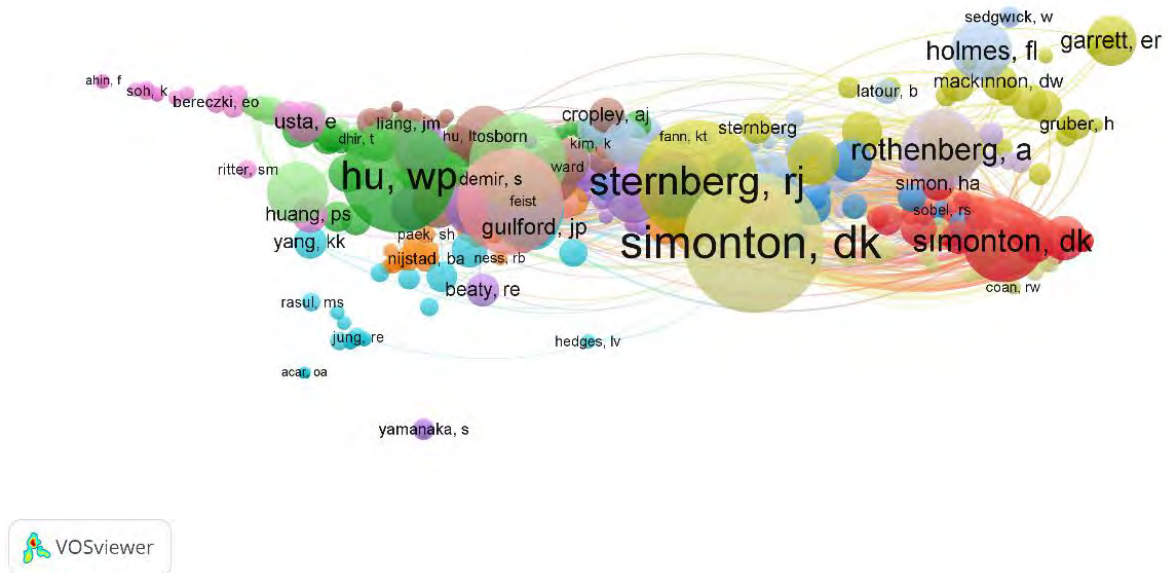 sedgwick, w
garrett, er
holmes, fl
ahin, f
soh, k
mackinnon, dw
bereczki, eo
latour, b
usta, e
liang, jm
cropley, aj
gruber, h
dhir, t
hu, ltosborn
fann, kt
sternberg
kim, k
rothenberg, a
ritter, sm
hu, wp
demir, s
ward
sternberg, rj
simon, ha
feist
huang, ps
guilford, jp
sobel, rs
paek, sh
yang, kk
simonton, dk
simonton, dk
nijstad, ba
ness, rb
beaty, re
coan, rw
rasul, ms
jung, re
hedges, lv
acar, oa
yamanaka, s
VOSviewer